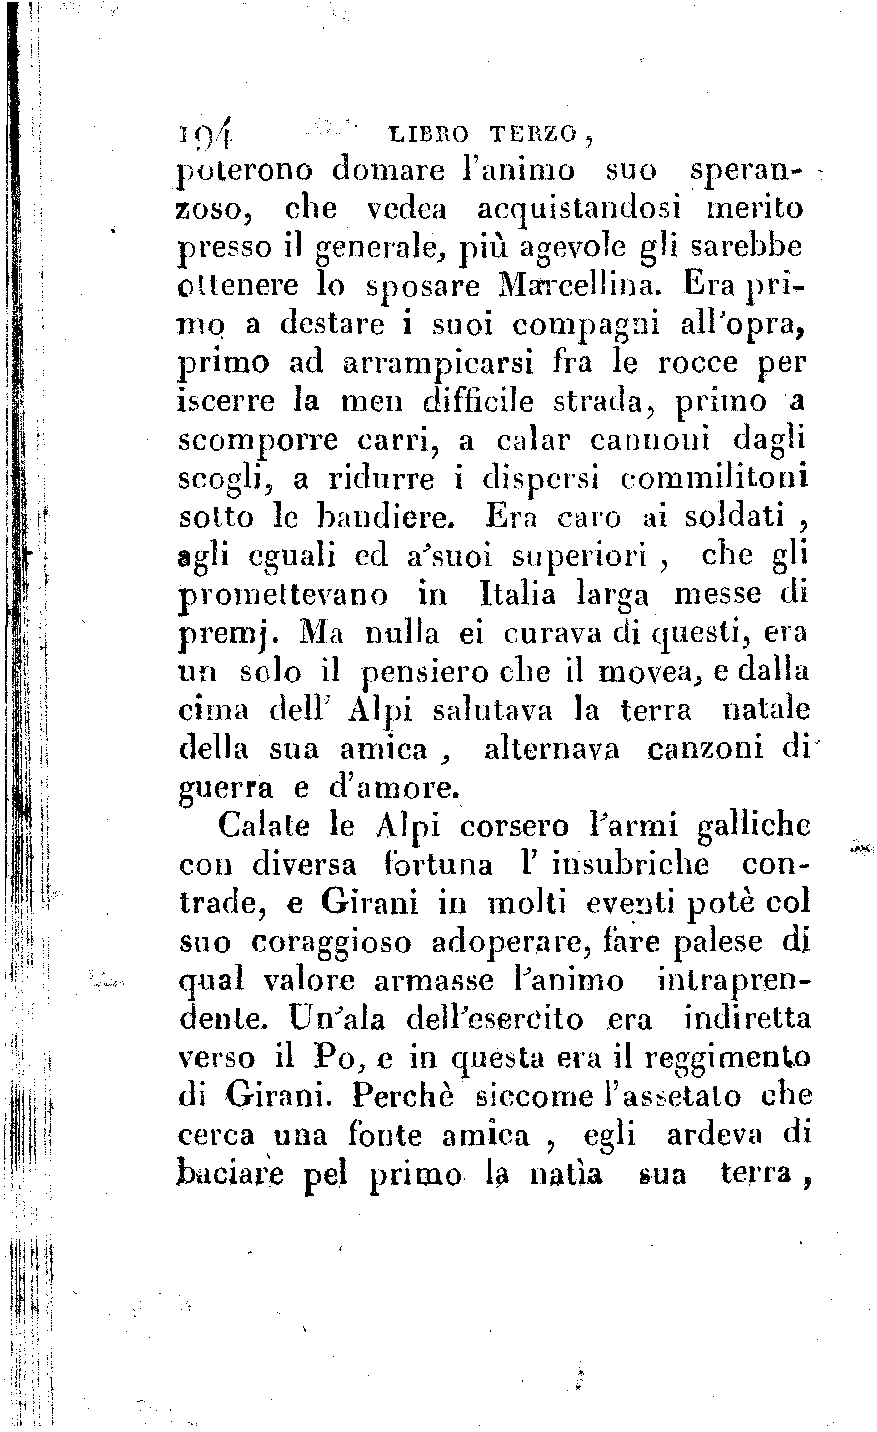 194 LIBRO TERZO,
poterono domare l'animo suo speran-
zoso, che vedea acquistandosi merito
presso il generale, più agevole gli sarebbe
ottenere lo sposare Marcellina. Era pri-
mo a destare i suoi compagni all'opra,
primo ad arrampicarsi fra le rocce per
iscerre la men difficile strada, primo a
scomporre carri, a calar cannoni dagli
scogli, a ridurre i dispersi commilitoni
sotto le bandiere. Era caro ai soldati ,
agli eguali ed a'suoi superiori , che gli
promettevano in Italia larga messe di
premj. Ma nulla ei curava di questi, era
un solo il pensiero che il movea, e dalla
cima dell' Alpi salutava la terra natale
della sua amica , alternava canzoni di
guerra e d'amore.
Calate le Alpi corsero l'armi galliche
con diversa fortuna l' insubriche con-
trade, e Girani in molti eventi potè col
suo coraggioso adoperare, fare palese di
qual valore armasse l'animo intrapren-
dente. Un'ala dell'esercito era indiretta
verso il Po, e in questa era il reggimento
di Girani. Perchè siccome l'assetato che
cerca una fonte amica , egli ardeva di
baciare pel primo la natìa sua terra ,